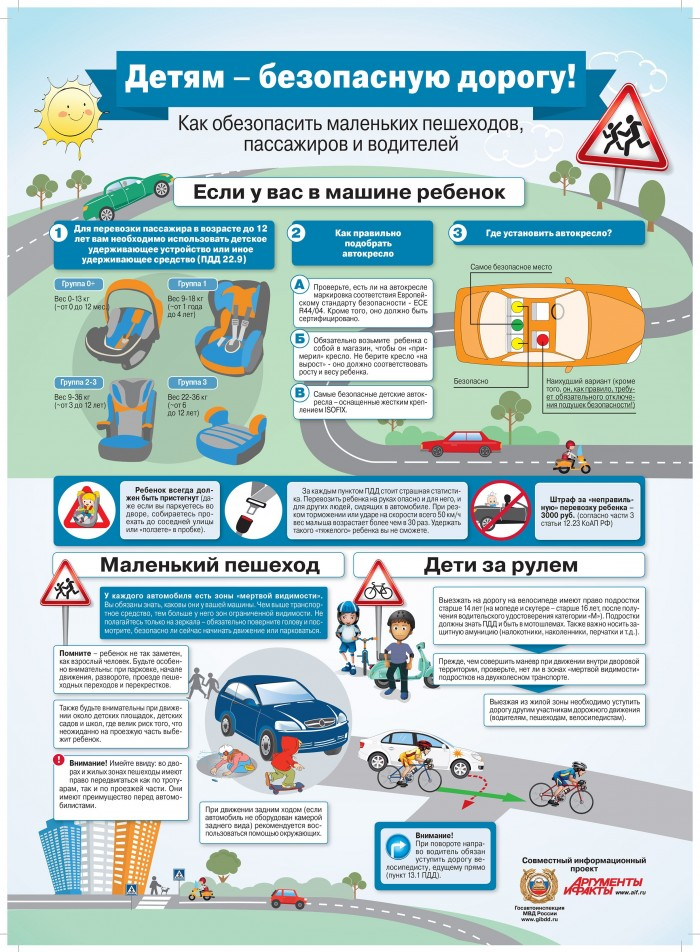 Детям – безопасную дорогу!
Как обезопасить маленьких пешеходов,
пассажиров и водителей
Если у вас в машине ребенок
1
Для перевозки пассажира в возрасте до 12
лет вам необходимо использовать детское
удерживающее устройство или иное
удерживающее средство (ПДД 22.9)
Группа 0+
Вес 0-13 кг
(~от 0 до 12 мес.)
Группа 1
Вес 9-18 кг
(~от 1 года
до 4 лет)
Группа 2-3
Вес 9-36 кг
(~от 3 до 12 лет)
Группа 3
Вес 22-36 кг
(~от 6
до 12 лет)
2
Как правильно
подобрать
автокресло
А
Проверьте, есть ли на автокресле
маркировка соответствия Европей-
скому стандарту безопасности - ECE
R44/04. Кроме того, оно должно быть
сертифицировано.
Б
Обязательно возьмите ребенка с
собой в магазин, чтобы он «при-
мерил» кресло. Не берите кресло «на
вырост» - оно должно соответствовать
росту и весу ребенка.
В
Самые безопасные детские авток-
ресла – оснащенные жестким креп-
лением ISOFIX.
3
Где установить автокресло?
Самое безопасное место
Безопасно
Наихудший вариант (кроме
того, он, как правило, требу-
ет обязательного отключе-
ния подушек безопасности!)
Ребенок всегда дол-
жен быть пристегнут (да-
же если вы паркуетесь во
дворе, собираетесь про-
ехать до соседней улицы
или «ползете» в пробке).
За каждым пунктом ПДД стоит страшная статисти-
ка. Перевозить ребенка на руках опасно и для него, и
для других людей, сидящих в автомобиле. При рез-
ком торможении или ударе на скорости всего 50 км/ч
вес малыша возрастает более чем в 30 раз. Удержать
такого «тяжелого» ребенка вы не сможете.
Штраф за «неправиль-
ную» перевозку ребенка –
3000 руб. (согласно части 3
статьи 12.23 КоАП РФ)
Маленький пешеход
У каждого автомобиля есть зоны «мертвой видимости».
Вы обязаны знать, каковы они у вашей машины. Чем выше транспор-
тное средство, тем больше у него зон ограниченной видимости. Не
полагайтесь только на зеркала – обязательно поверните голову и пос-
мотрите, безопасно ли сейчас начинать движение или парковаться.
Помните – ребенок не так заметен,
как взрослый человек. Будьте особен-
но внимательны: при парковке, начале
движения, развороте, проезде пеше-
ходных переходов и перекрестков.
Также будьте внимательны при движе-
нии около детских площадок, детских
садов и школ, где велик риск того, что
неожиданно на проезжую часть выбе-
жит ребенок.
! Внимание! Имейте ввиду: во дво-
рах и жилых зонах пешеходы имеют
право передвигаться как по троту-
арам, так и по проезжей части. Они
имеют преимущество перед автомо-
билистами.
При движении задним ходом (если
автомобиль не оборудован камерой
заднего вида) рекомендуется вос-
пользоваться помощью окружающих.
Дети за рулем
Выезжать на дорогу на велосипеде имеют право подростки
старше 14 лет (на мопеде и скутере – старше 16 лет, после полу-
чения водительского удостоверения категории «М»). Подростки
должны знать ПДД и быть в мотошлемах. Также важно носить за-
щитную амуницию (налокотники, наколенники, перчатки и т.д.).
Прежде, чем совершить маневр при движении внутри дворовой
территории, проверьте, нет ли в зонах «мертвой видимости»
подростков на двухколесном транспорте.
Выезжая из жилой зоны необходимо уступить
дорогу другим участникам дорожного движения
(водителям, пешеходам, велосипедистам).
Внимание!
При повороте напра-
во водитель обязан
уступить дорогу ве-
лосипедисту, едущему прямо
(пункт 13.1 ПДД).
Совместный информационный
проект
Госавтоинспекция
МВД России
www.gibdd.ru
АРГУМЕНТЫ
И ФАКТЫ www.aif.ru